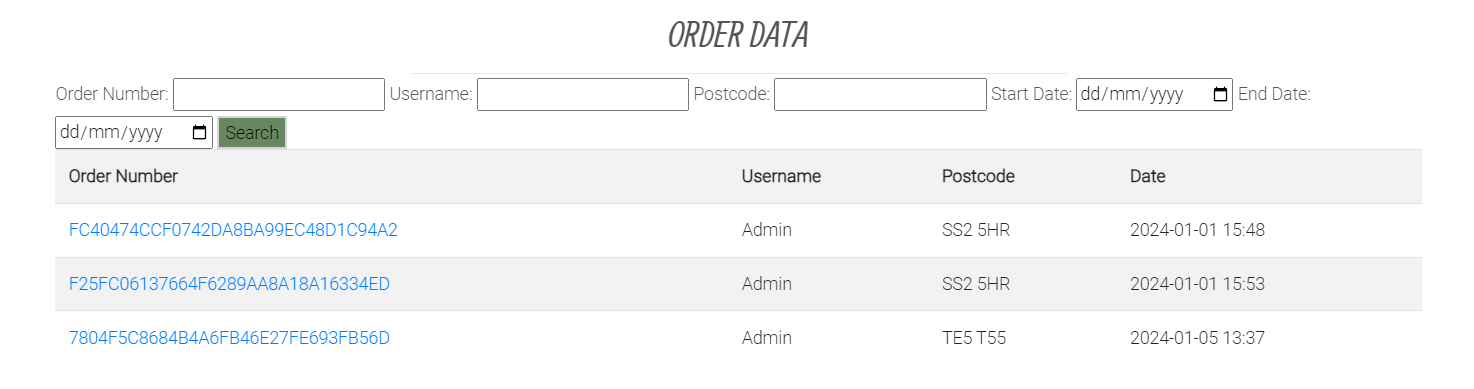 ORDER DATA
Order Number: Username: Postcode: Start Date: dd/mm/yyyy End Date:
dd/mm/yyyy Search
Order Number Username Postcode Date
FC40474CCF0742DA8BA99EC48D1C94A2 Admin SS2 5HR 2024-01-01 15:48
F25FC06137664F6289AA8A18A16334ED Admin SS2 5HR 2024-01-01 15:53
7804F5C8684B4A6FB46E27FE693FB56D Admin TE5 T55 2024-01-05 13:37